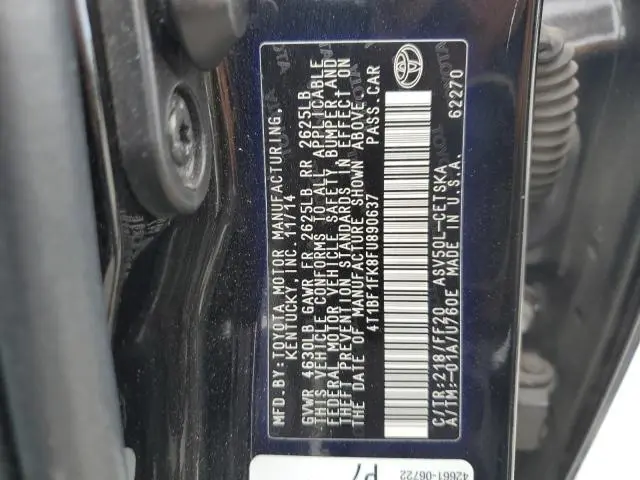 MFD.BY:TOYOTA MOTOR MANUFACTURING,
KENTUCKY,INC. 11/14
GVWR 4630LB GAWR FR 2625LB RR 2625LB
THIS VEHICLE CONFORMS TO ALL APPLICABLE
FEDERAL MOTOR VEHICLE SAFETY, BUMPER,AND
THEFT PREVENTION STANDARDS IN EFFECT ON
THE DATE OF MANUFACTURE SHOWN ABOVE.
4T1BF1FK8FU890637 PASS.CAR
C/TR:218/FF20 ASV50L-CETSKA
A/TM:-01A/U760E MADE IN U.S.A.
62270
TOYOTA
42661-06722
P7